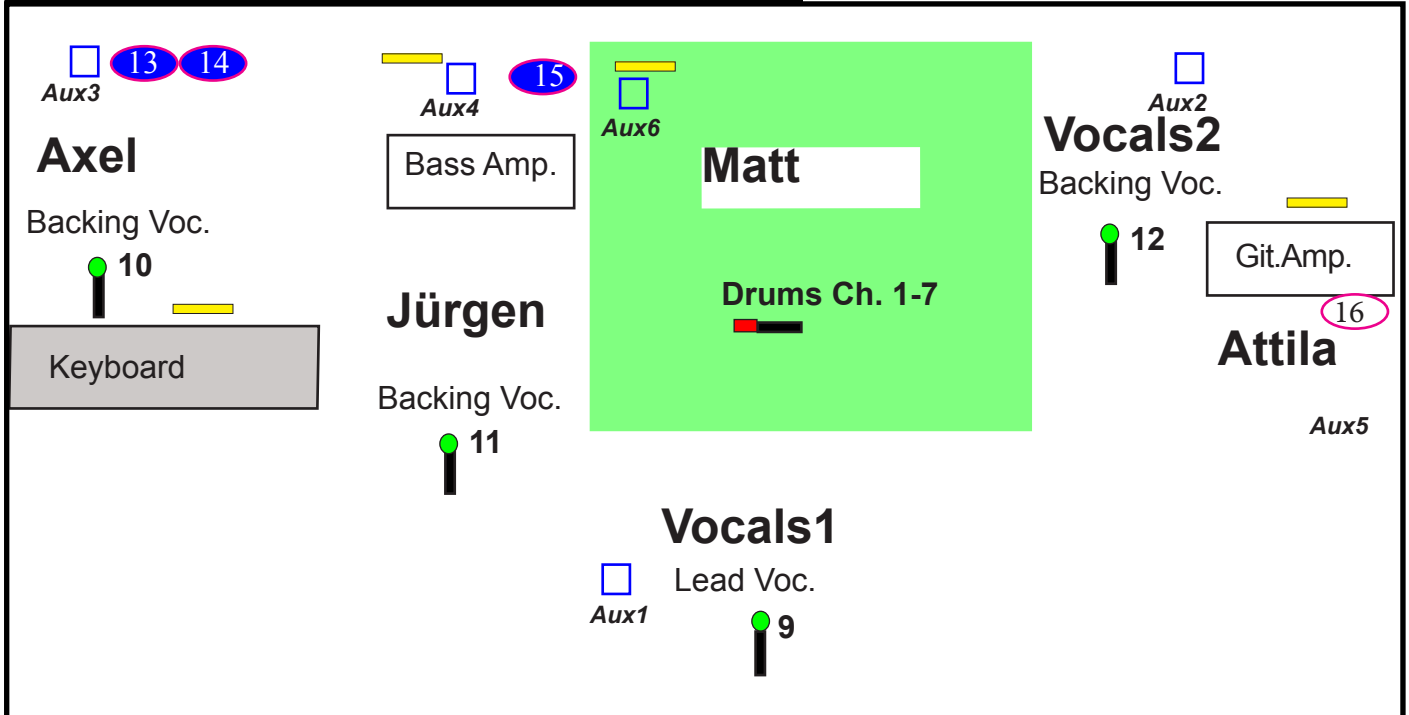 13 14
Aux3
Axel
Backing Voc.
10
Keyboard
Aux4
15
Bass Amp.
Jürgen
Backing Voc.
11
Aux6
Matt
Drums Ch. 1-7
Aux2
Vocals2
Backing Voc.
12
Git.Amp.
16
Attila
Aux5
Vocals1
Lead Voc.
Aux1
9